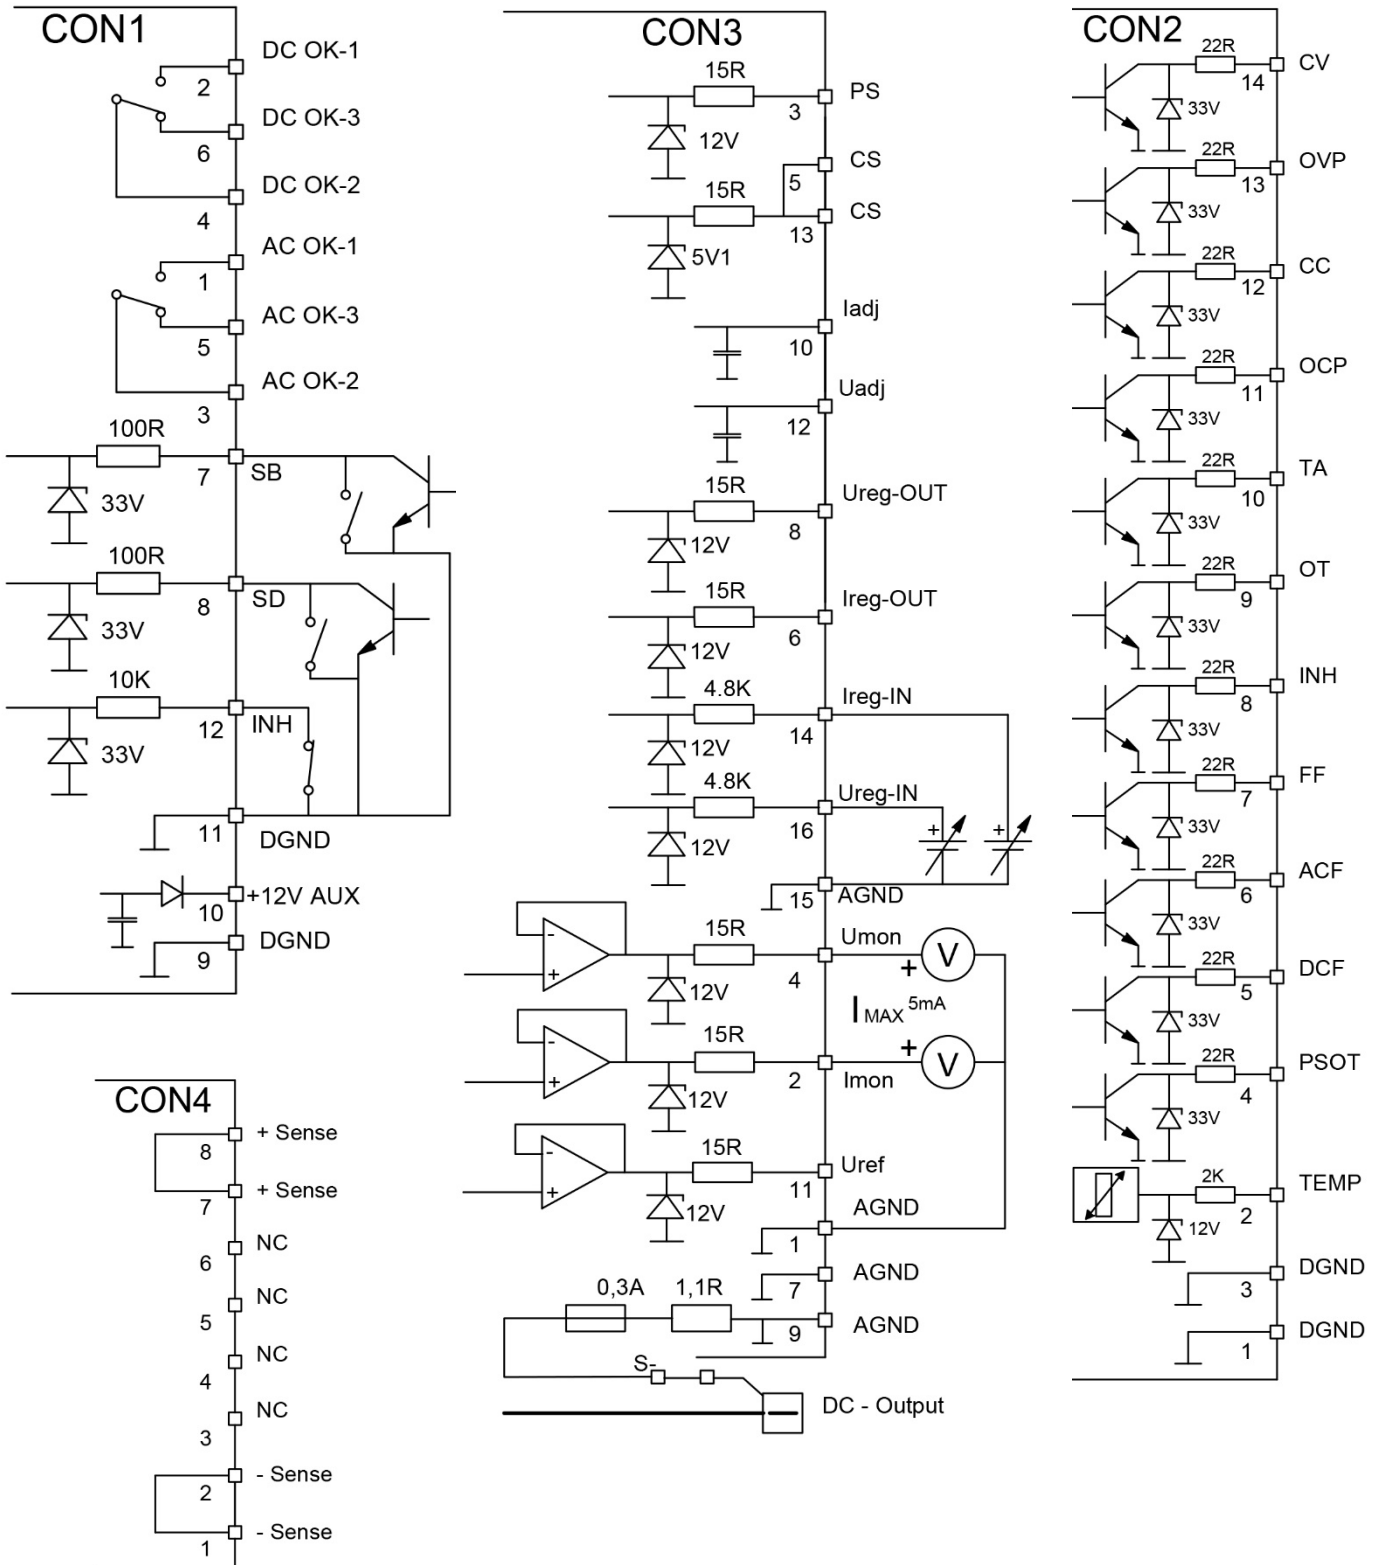 CON1
DC OK-1
2
DC OK-3
6
DC OK-2
4
AC OK-1
1
AC OK-3
5
AC OK-2
3
100R
7
SB
33V
100R
8
SD
33V
10K
12
INH
33V
11
DGND
+12V AUX
10
DGND
9
CON4
+ Sense
8
+ Sense
7
NC
6
NC
5
NC
4
NC
3
- Sense
2
- Sense
1
CON3
15R
PS
3
12V
CS
5
15R
CS
13
5V1
Iadj
10
Uadj
12
15R
Ureg-OUT
8
12V
15R
Ireg-OUT
6
12V
4.8K
Ireg-IN
14
12V
4.8K
Ureg-IN
16
+
+
12V
15
AGND
-
+
15R
Umon
4
+
V
12V
IMAX 5mA
-
+
15R
Imon
2
+
V
12V
-
+
15R
Uref
11
12V
AGND
1
AGND
7
0,3A
1,1R
AGND
9
S-
DC - Output
CON2
22R
CV
14
33V
22R
OVP
13
33V
22R
CC
12
33V
22R
OCP
11
33V
22R
TA
10
33V
22R
OT
9
33V
22R
INH
8
33V
22R
FF
7
33V
22R
ACF
6
33V
22R
DCF
5
33V
22R
PSOT
4
33V
2K
TEMP
2
12V
DGND
3
DGND
1